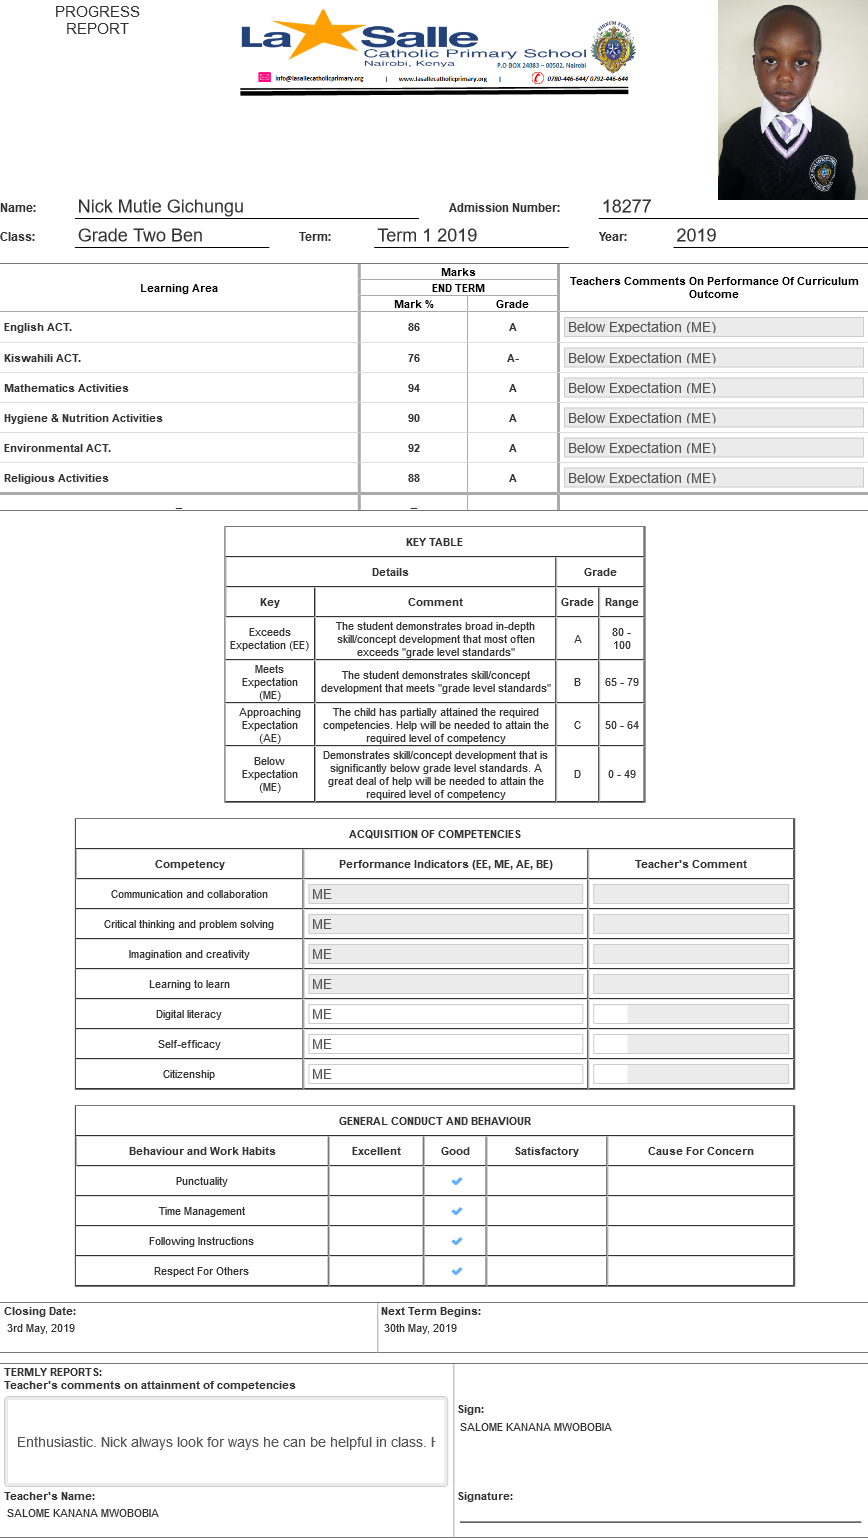 PROGRESS
REPORT
La Salle
Catholic Primary School
Nairobi, Kenya
P.O BOX 24083 – 00502, Nairobi
info@lasallecatholicprimary.org | www.lasallecatholicprimary.org | 0780-446-644/ 0792-446-644
Name: Nick Mutie Gichungu Admission Number: 18277
Class: Grade Two Ben Term: Term 1 2019 Year: 2019
Learning Area Marks Teachers Comments On Performance Of Curriculum Outcome
END TERM
Mark % Grade
English ACT. 86 A Below Expectation (ME)
Kiswahili ACT. 76 A- Below Expectation (ME)
Mathematics Activities 94 A Below Expectation (ME)
Hygiene & Nutrition Activities 90 A Below Expectation (ME)
Environmental ACT. 92 A Below Expectation (ME)
Religious Activities 88 A Below Expectation (ME)
_ _
KEY TABLE
Details Grade
Key Comment Grade Range
Exceeds Expectation (EE) The student demonstrates broad in-depth skill/concept development that most often exceeds "grade level standards" A 80 - 100
Meets Expectation (ME) The student demonstrates skill/concept development that meets "grade level standards" B 65 - 79
Approaching Expectation (AE) The child has partially attained the required competencies. Help will be needed to attain the required level of competency C 50 - 64
Below Expectation (ME) Demonstrates skill/concept development that is significantly below grade level standards. A great deal of help will be needed to attain the required level of competency D 0 - 49
ACQUISITION OF COMPETENCIES
Competency Performance Indicators (EE, ME, AE, BE) Teacher's Comment
Communication and collaboration ME
Critical thinking and problem solving ME
Imagination and creativity ME
Learning to learn ME
Digital literacy ME
Self-efficacy ME
Citizenship ME
GENERAL CONDUCT AND BEHAVIOUR
Behaviour and Work Habits Excellent Good Satisfactory Cause For Concern
Punctuality ✔
Time Management ✔
Following Instructions ✔
Respect For Others ✔
Closing Date: Next Term Begins:
3rd May, 2019 30th May, 2019
TERMLY REPORTS:
Teacher's comments on attainment of competencies
Enthusiastic. Nick always look for ways he can be helpful in class.
Sign:
SALOME KANANA MWOBOBIA
Teacher's Name: Signature:
SALOME KANANA MWOBOBIA